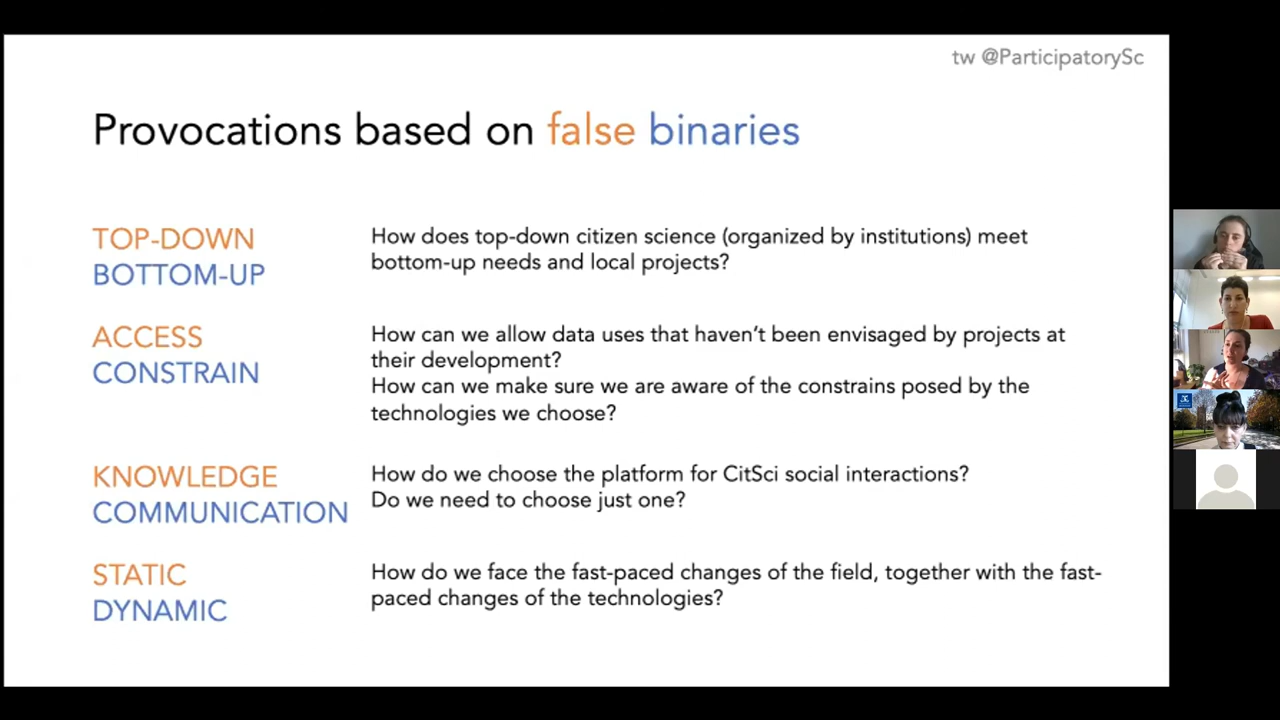 tw @ParticipatorySc
Provocations based on false binaries
TOP-DOWN
BOTTOM-UP
How does top-down citizen science (organized by institutions) meet
bottom-up needs and local projects?
ACCESS
CONSTRAIN
How can we allow data uses that haven't been envisaged by projects at
their development?
How can we make sure we are aware of the constrains posed by the
technologies we choose?
KNOWLEDGE
COMMUNICATION
How do we choose the platform for CitSci social interactions?
Do we need to choose just one?
STATIC
DYNAMIC
How do we face the fast-paced changes of the field, together with the fast-
paced changes of the technologies?